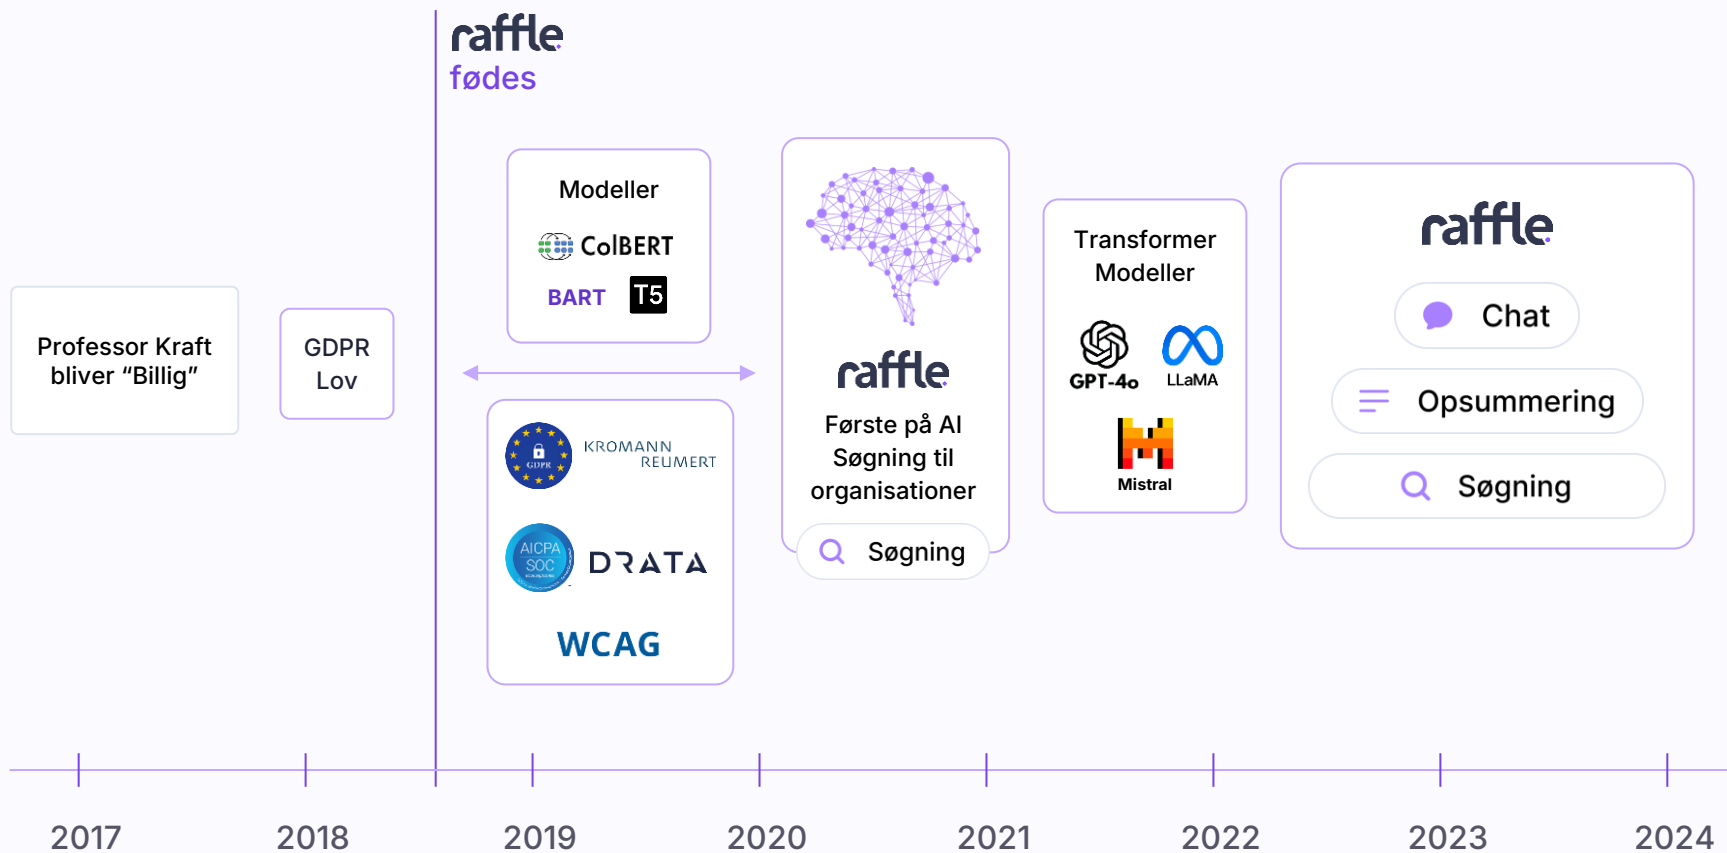 raffle
fødes
Professor Kraft
bliver “Billig”
GDPR
Lov
Modeller
ColBERT
BART
T5
GDPR
KROMANN
REUMERT
AICPA
SOC
DRATA
WCAG
raffle
Første på AI
Søgning til
organisationer
Søgning
Transformer
Modeller
GPT-4o
LLaMA
Mistral
raffle
Chat
Opsummering
Søgning
2017
2018
2019
2020
2021
2022
2023
2024